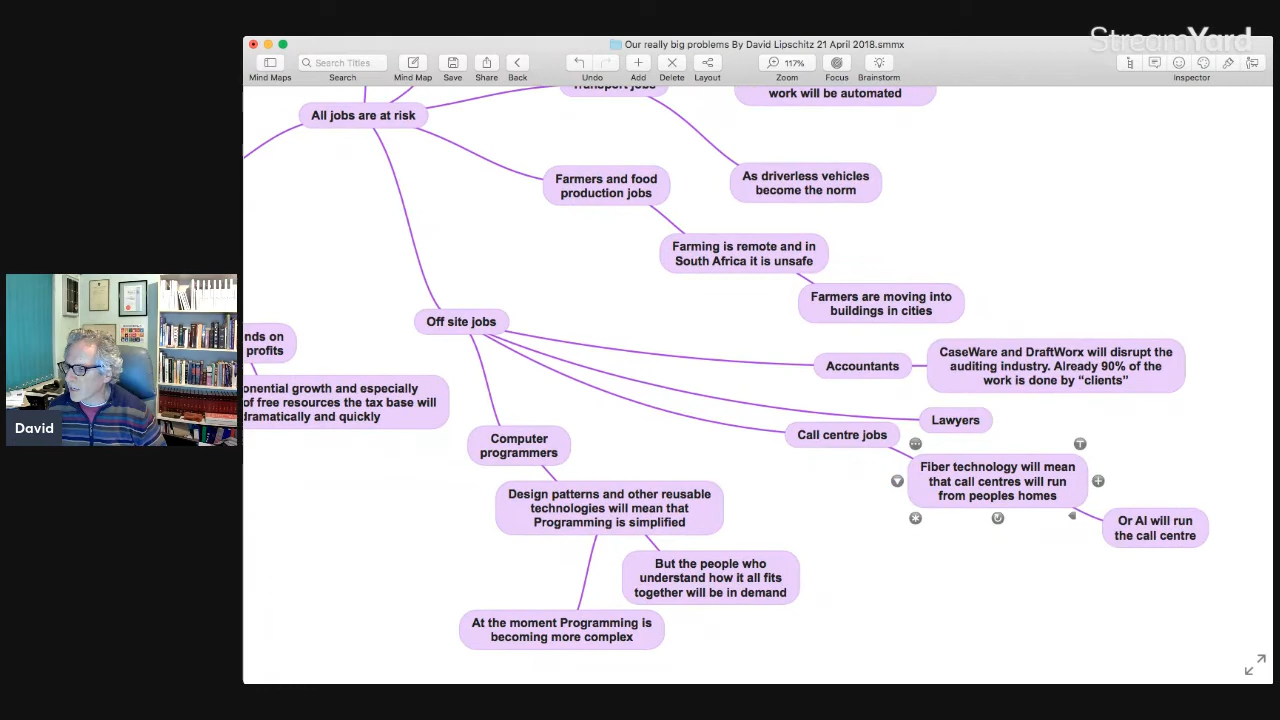 StreamYard
Our really big problems By David Lipschitz 21 April 2018.smmx
Search Titles
117%
Mind Maps
Search
Mind Map
Save
Share
Back
Undo
Add
Delete
Layout
Zoom
Focus
Brainstorm
Inspector
Transport jobs
work will be automated
All jobs are at risk
As driverless vehicles
become the norm
Farmers and food
production jobs
Farming is remote and in
South Africa it is unsafe
Farmers are moving into
buildings in cities
Off site jobs
nds on
profits
onential growth and especially
of free resources the tax base will
dramatically and quickly
Accountants
CaseWare and DraftWorx will disrupt the
auditing industry. Already 90% of the
work is done by “clients”
Lawyers
Call centre jobs
Computer
programmers
Fiber technology will mean
that call centres will run
from peoples homes
Or AI will run
the call centre
Design patterns and other reusable
technologies will mean that
Programming is simplified
But the people who
understand how it all fits
together will be in demand
At the moment Programming is
becoming more complex
David